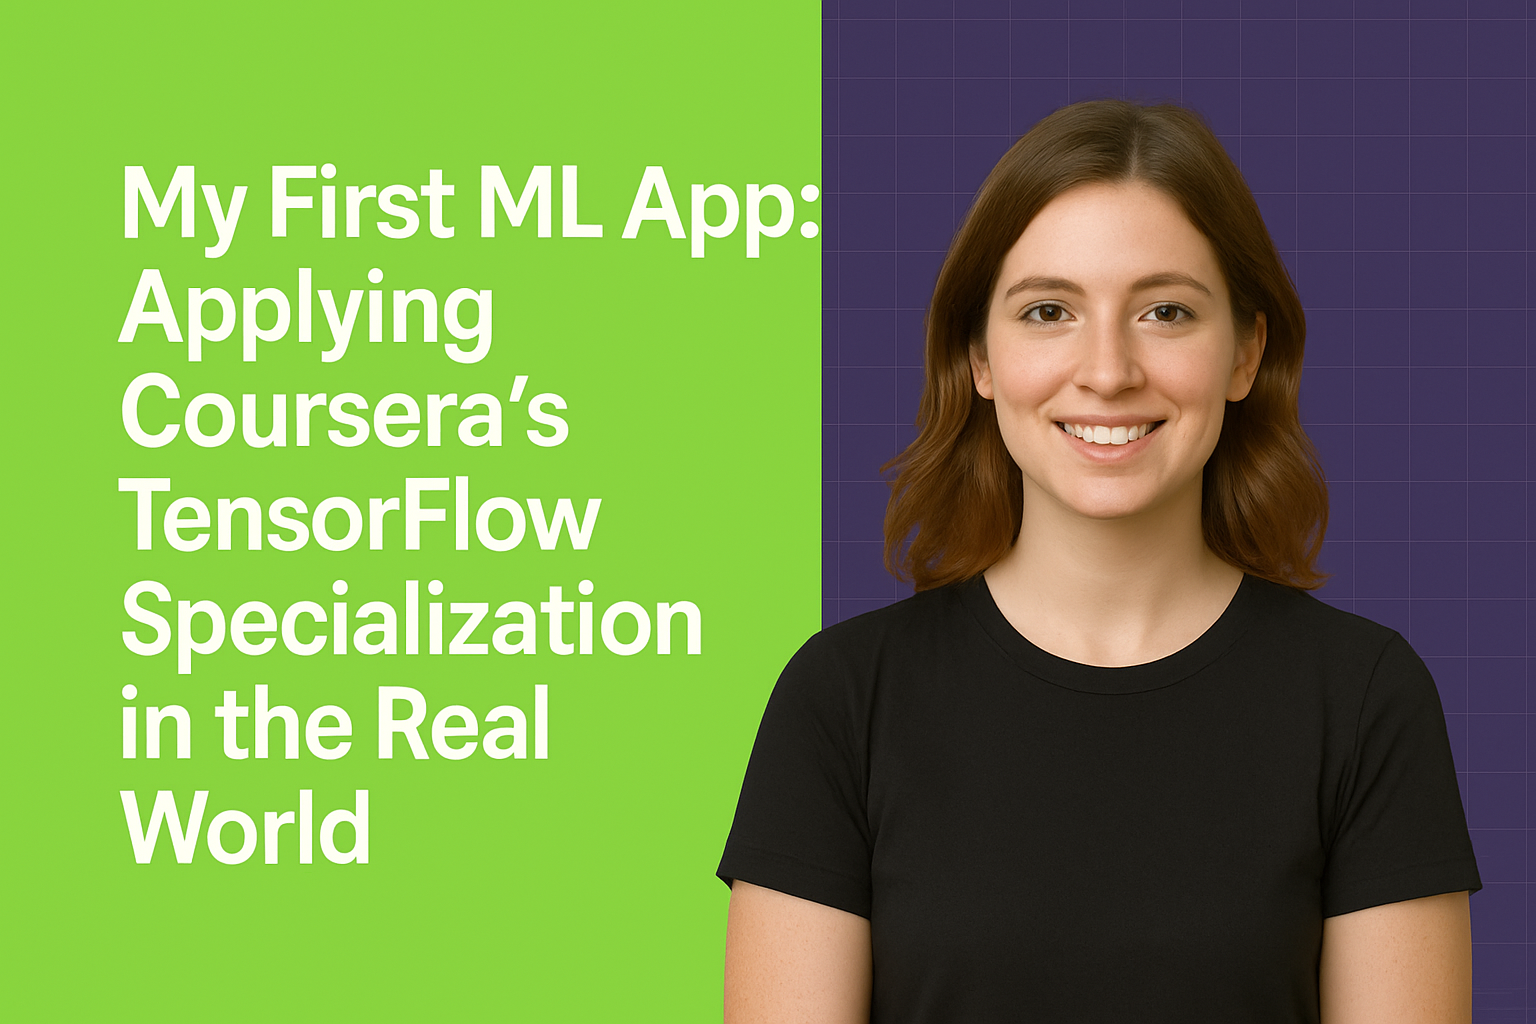 My First ML App:
Applying
Coursera’s
TensorFlow
Specialization
in the Real
World